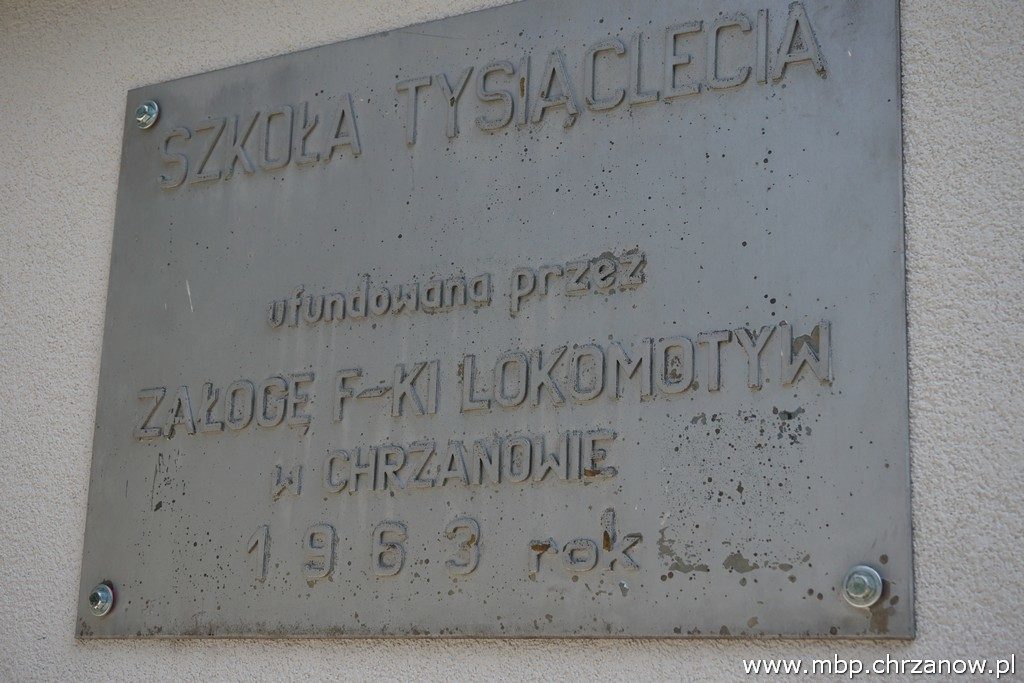 SZKOŁA TYSIĄCLECIA
ufundowana przez
ZAŁOGĘ F-KI LOKOMOTYW
w CHRZANOWIE
1963 rok
www.mbp.chrzanow.pl